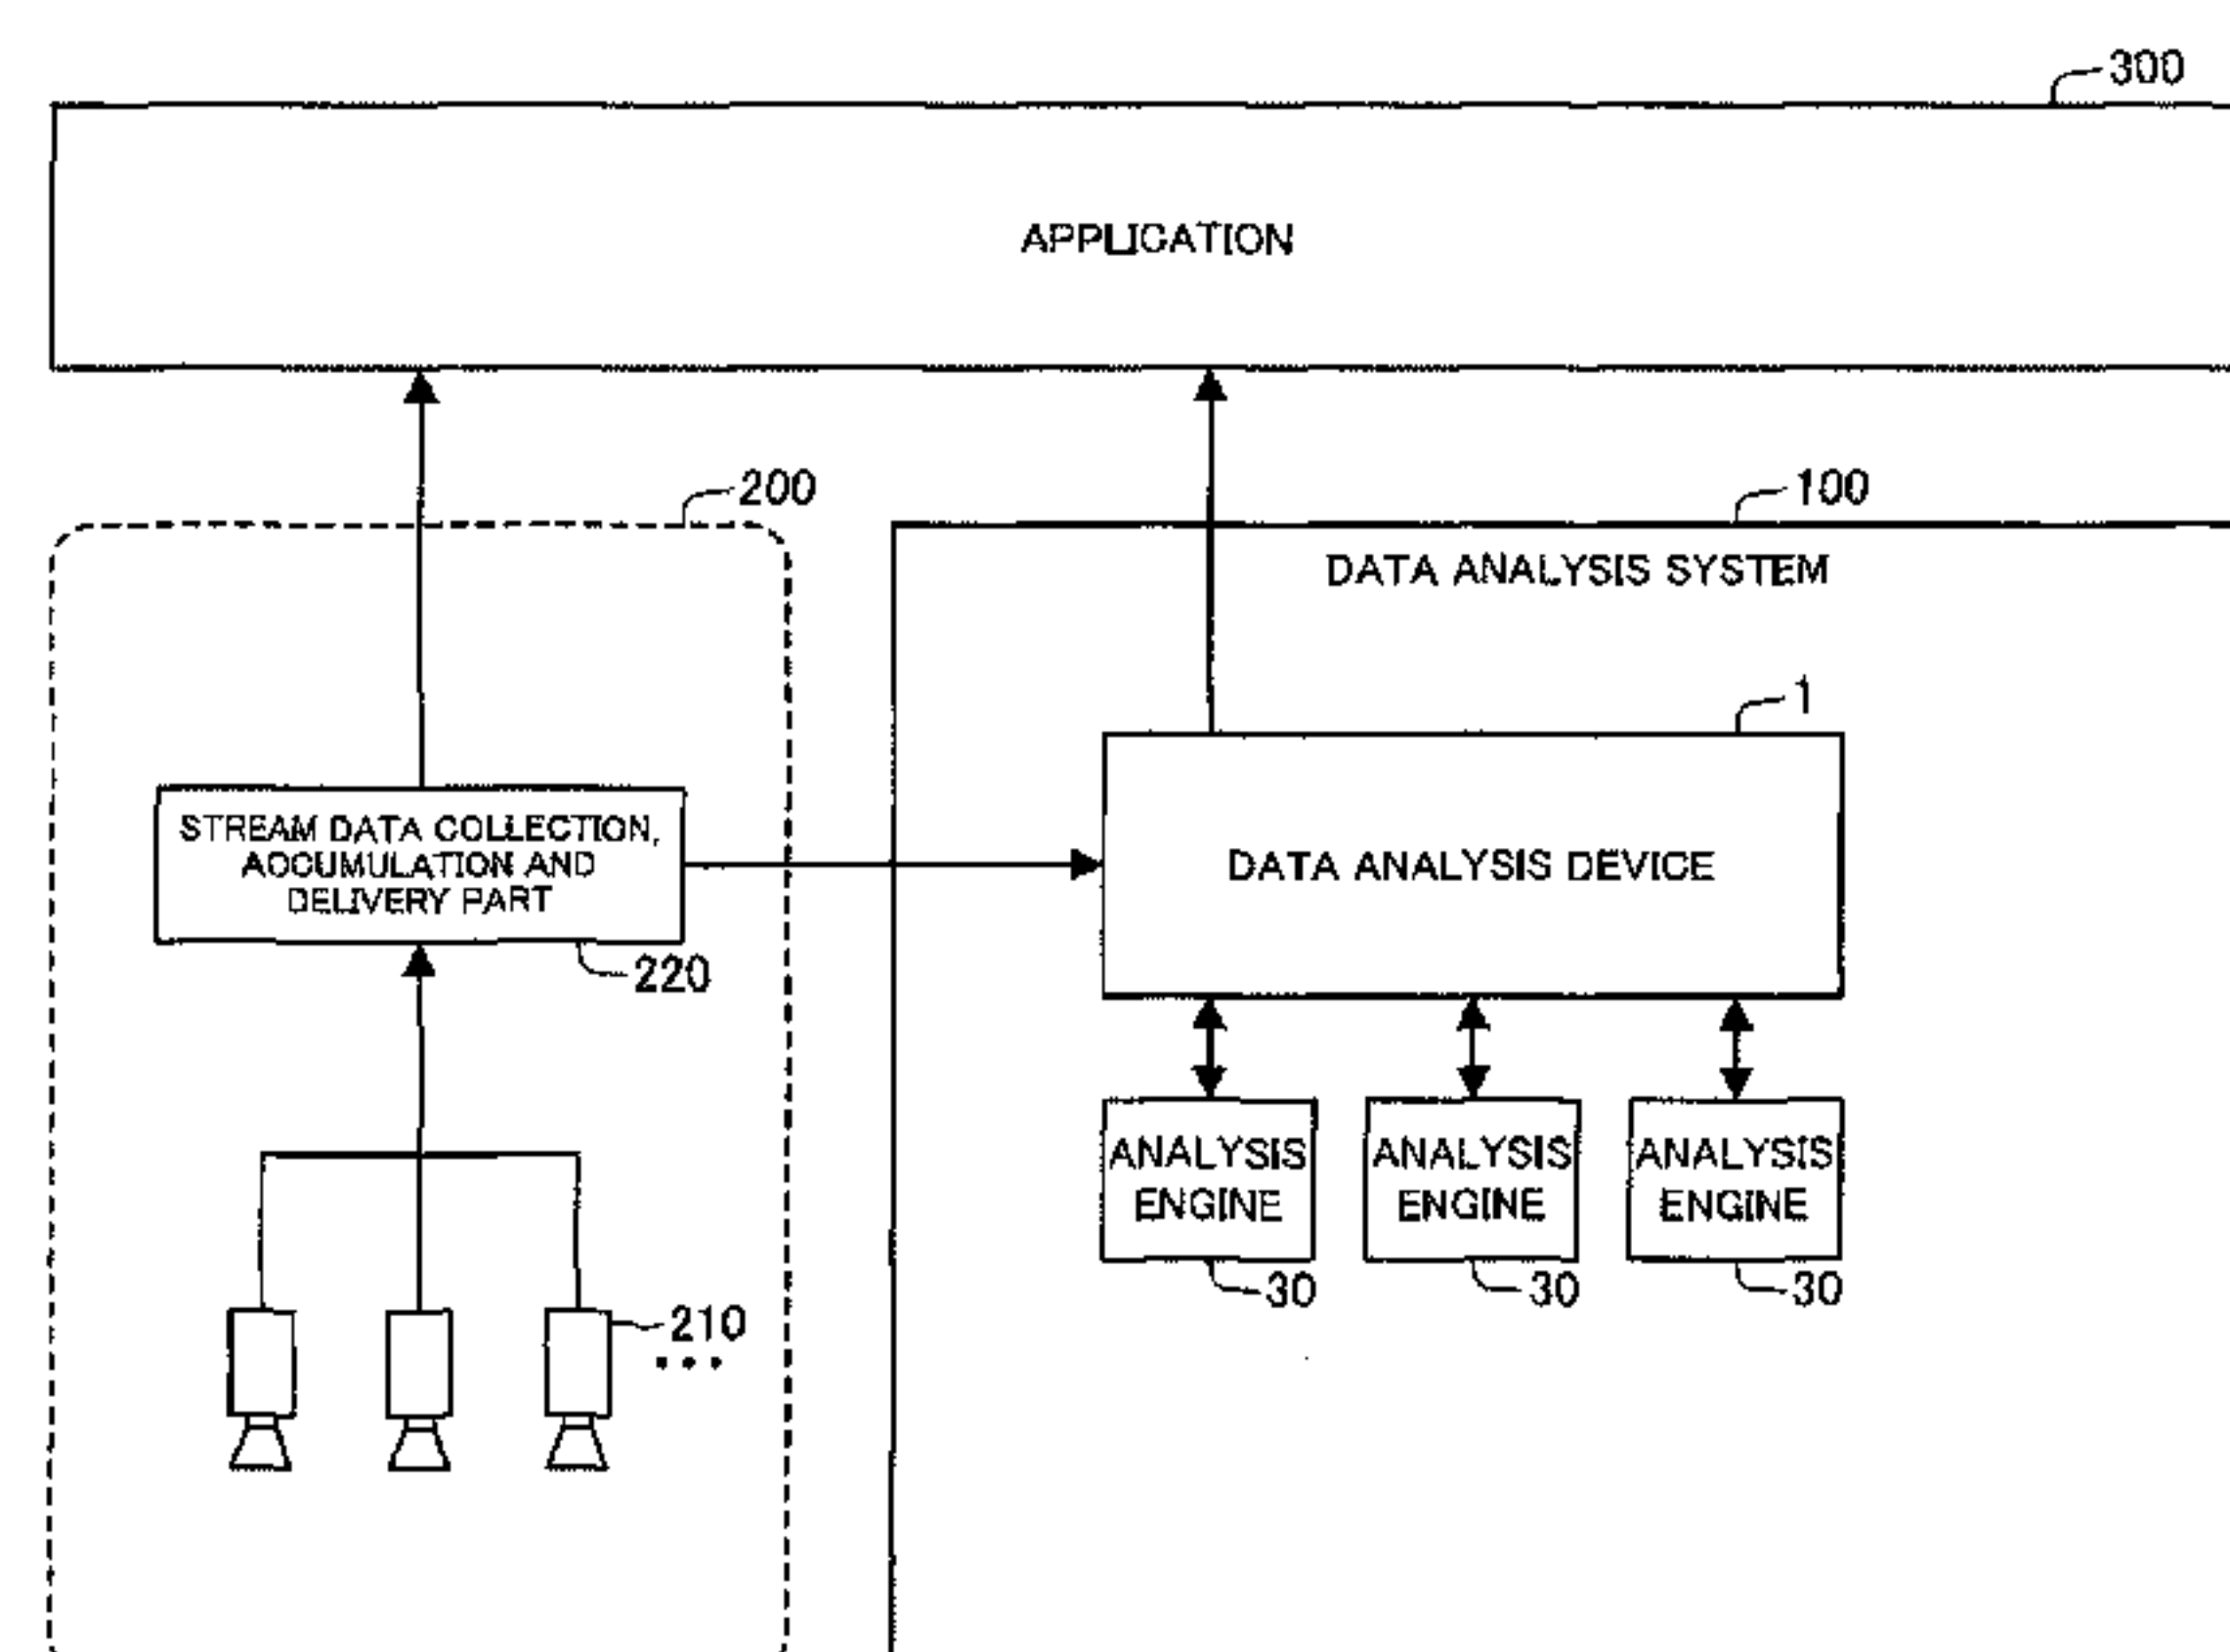 300
APPLICATION
200
100
DATA ANALYSIS SYSTEM
1
STREAM DATA COLLECTION,
ACCUMULATION AND
DELIVERY PART
DATA ANALYSIS DEVICE
220
ANALYSIS
ENGINE
ANALYSIS
ENGINE
ANALYSIS
ENGINE
30
30
30
210
•••